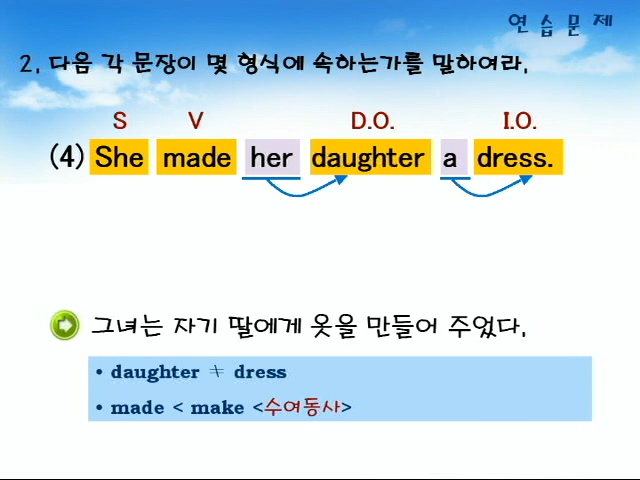 연 습 문 제
2. 다음 각 문장이 몇 형식에 속하는가를 말하여라.
S V D.O. I.O.
(4) She made her daughter a dress.
그녀는 자기 딸에게 옷을 만들어 주었다.
• daughter ≠ dress
• made < make <수여동사>